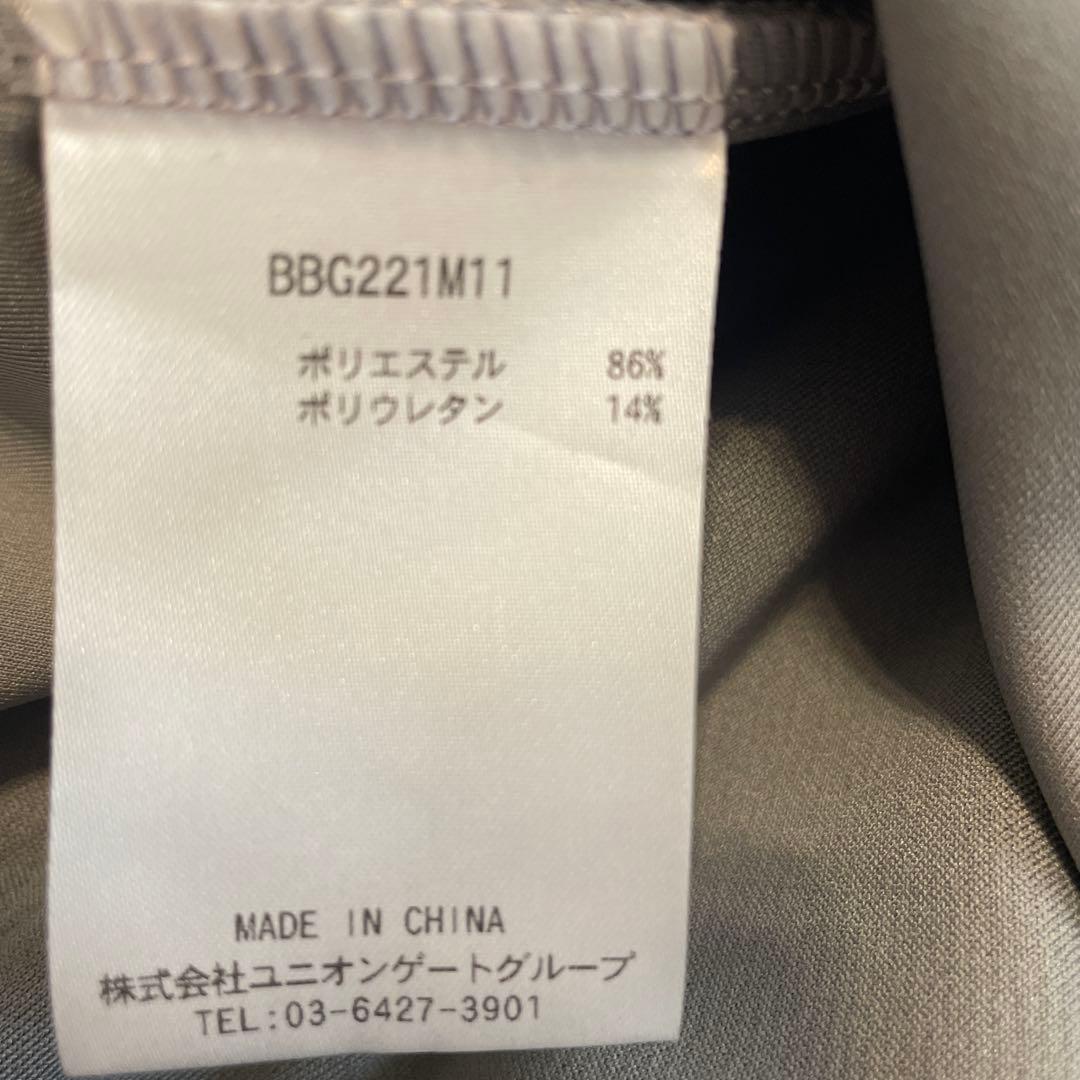 BBG221M11
ポリエステル 86%
ポリウレタン 14%
MADE IN CHINA
株式会社ユニオンゲートグループ
TEL:03-6427-3901